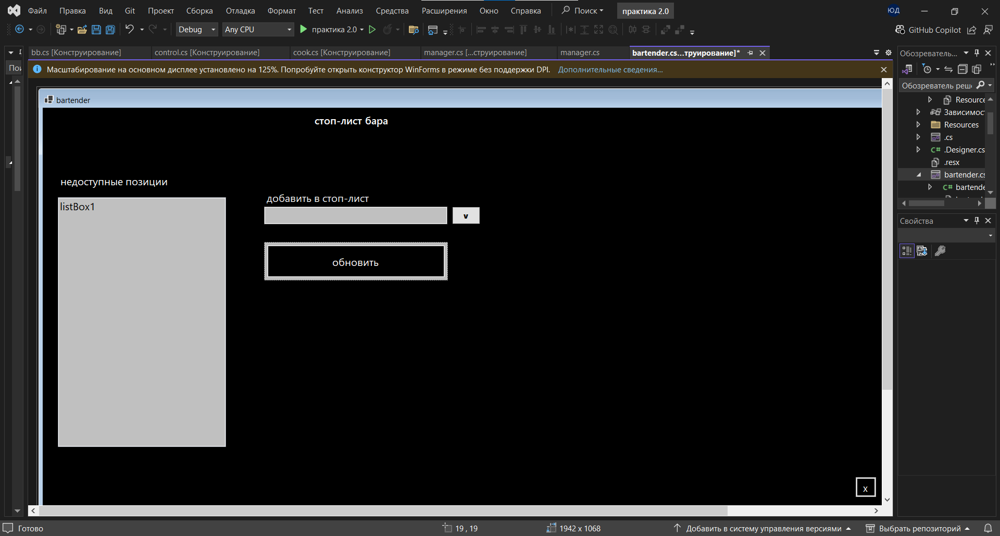 Файл Правка Вид Git Проект Сборка Отладка Формат Тест Анализ Средства Расширения Окно Справка Поиск практика 2.0 ЮД
Debug Any CPU практика 2.0 GitHub Copilot
bb.cs [Конструирование] control.cs [Конструирование] cook.cs [Конструирование] manager.cs [...струирование] manager.cs bartender.cs...труирование]* Обозреватель...
Масштабирование на основном дисплее установлено на 125%. Попробуйте открыть конструктор WinForms в режиме без поддержки DPI. Дополнительные сведения...
Пои
Обозреватель реше
bartender
Resource
Зависимос
Resources
.cs
.Designer.cs
.resx
bartender.cs
bartende
стоп-лист бара
недоступные позиции
listBox1
добавить в стоп-лист
v
обновить
x
Свойства
Готово 19 , 19 1942 x 1068 Добавить в систему управления версиями Выбрать репозиторий